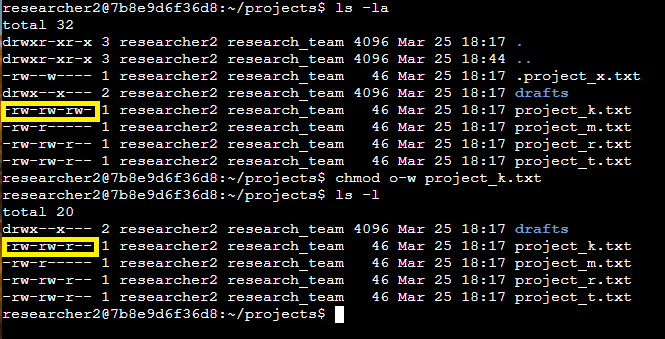 researcher2@7b8e9d6f36d8:~/projects$ ls -la
total 32
drwxr-xr-x 3 researcher2 research_team 4096 Mar 25 18:17 .
drwxr-xr-x 3 researcher2 research_team 4096 Mar 25 18:44 ..
-rw--w---- 1 researcher2 research_team   46 Mar 25 18:17 .project_x.txt
drwx--x--- 2 researcher2 research_team 4096 Mar 25 18:17 drafts
-rw-rw-rw- 1 researcher2 research_team   46 Mar 25 18:17 project_k.txt
-rw-r----- 1 researcher2 research_team   46 Mar 25 18:17 project_m.txt
-rw-rw-r-- 1 researcher2 research_team   46 Mar 25 18:17 project_r.txt
-rw-rw-r-- 1 researcher2 research_team   46 Mar 25 18:17 project_t.txt
researcher2@7b8e9d6f36d8:~/projects$ chmod o-w project_k.txt
researcher2@7b8e9d6f36d8:~/projects$ ls -l
total 20
drwx--x--- 2 researcher2 research_team 4096 Mar 25 18:17 drafts
-rw-rw-r-- 1 researcher2 research_team   46 Mar 25 18:17 project_k.txt
-rw-r----- 1 researcher2 research_team   46 Mar 25 18:17 project_m.txt
-rw-rw-r-- 1 researcher2 research_team   46 Mar 25 18:17 project_r.txt
-rw-rw-r-- 1 researcher2 research_team   46 Mar 25 18:17 project_t.txt
researcher2@7b8e9d6f36d8:~/projects$